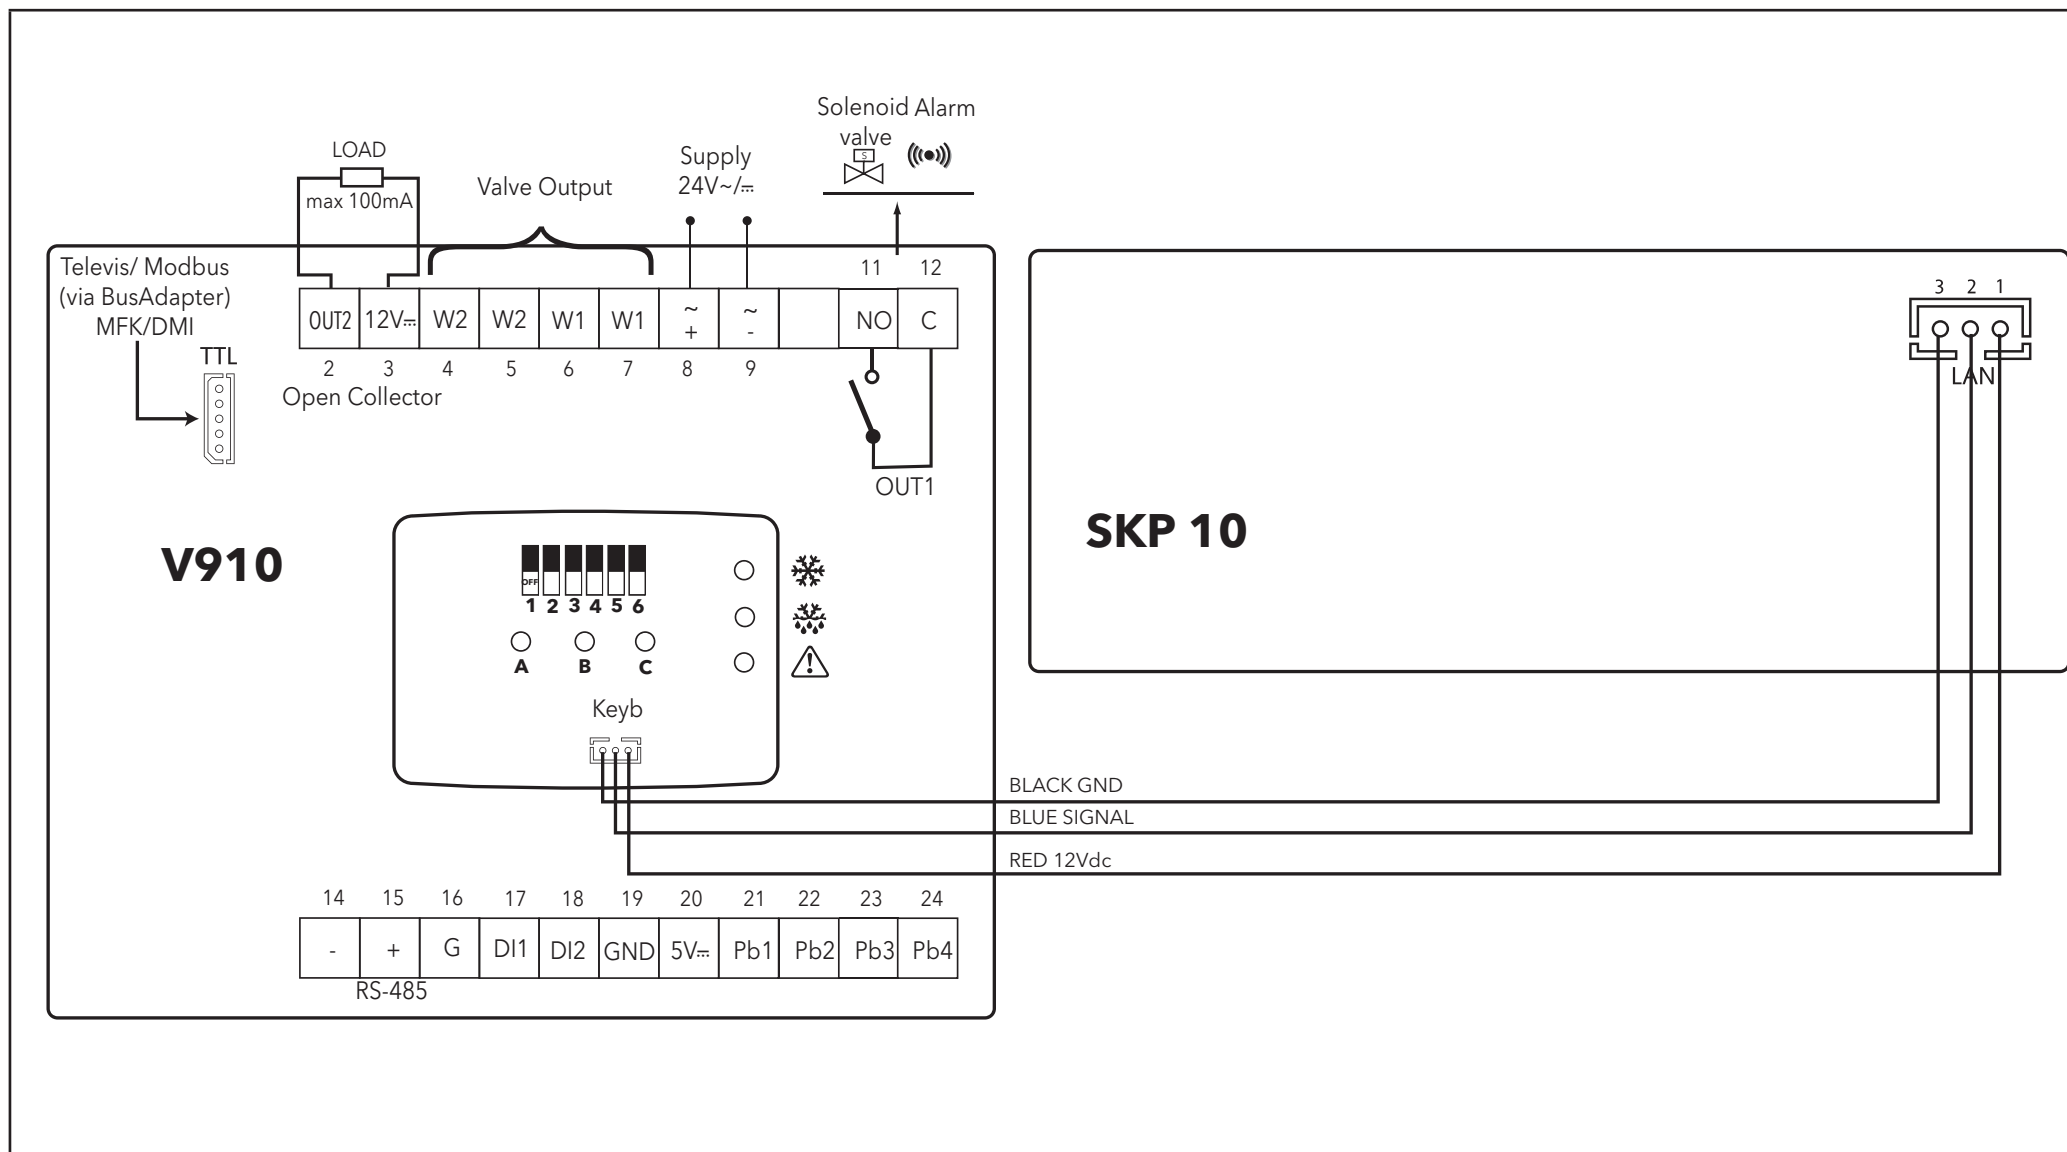 Solenoid Alarm
valve
S
LOAD
max 100mA
Valve Output
Supply
24V~/⎓
Televis/ Modbus
(via BusAdapter)
MFK/DMI
TTL
11 12
OUT2 12V⎓ W2 W2 W1 W1 ~ + ~ - NO C
2 3 4 5 6 7 8 9
Open Collector
OUT1
V910
OFF
1 2 3 4 5 6
A B C
Keyb
SKP 10
3 2 1
LAN
BLACK GND
BLUE SIGNAL
RED 12Vdc
14 15 16 17 18 19 20 21 22 23 24
- + G DI1 DI2 GND 5V⎓ Pb1 Pb2 Pb3 Pb4
RS-485